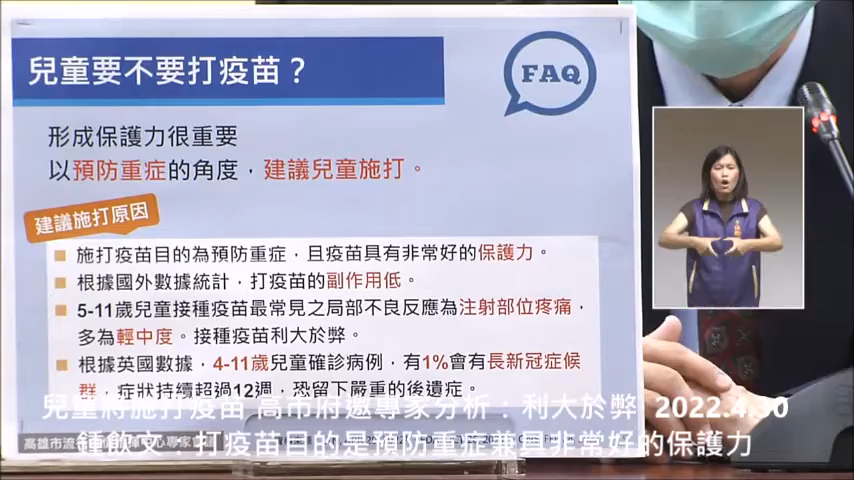 兒童要不要打疫苗？
FAQ
形成保護力很重要
以預防重症的角度，建議兒童施打。
建議施打原因
施打疫苗目的為預防重症，且疫苗具有非常好的保護力。
根據國外數據統計，打疫苗的副作用低。
5-11歲兒童接種疫苗最常見之局部不良反應為注射部位疼痛，
多為輕中度。接種疫苗利大於弊。
根據英國數據，4-11歲兒童確診病例，有1%會有長新冠症候
群，症狀持續超過12週，恐留下嚴重的後遺症。
兒童將施打疫苗 高市府邀專家分析：利大於弊 2022.4.30
高雄市流
中心專家
鍾飲文：打疫苗目的是預防重症兼具非常好的保護力